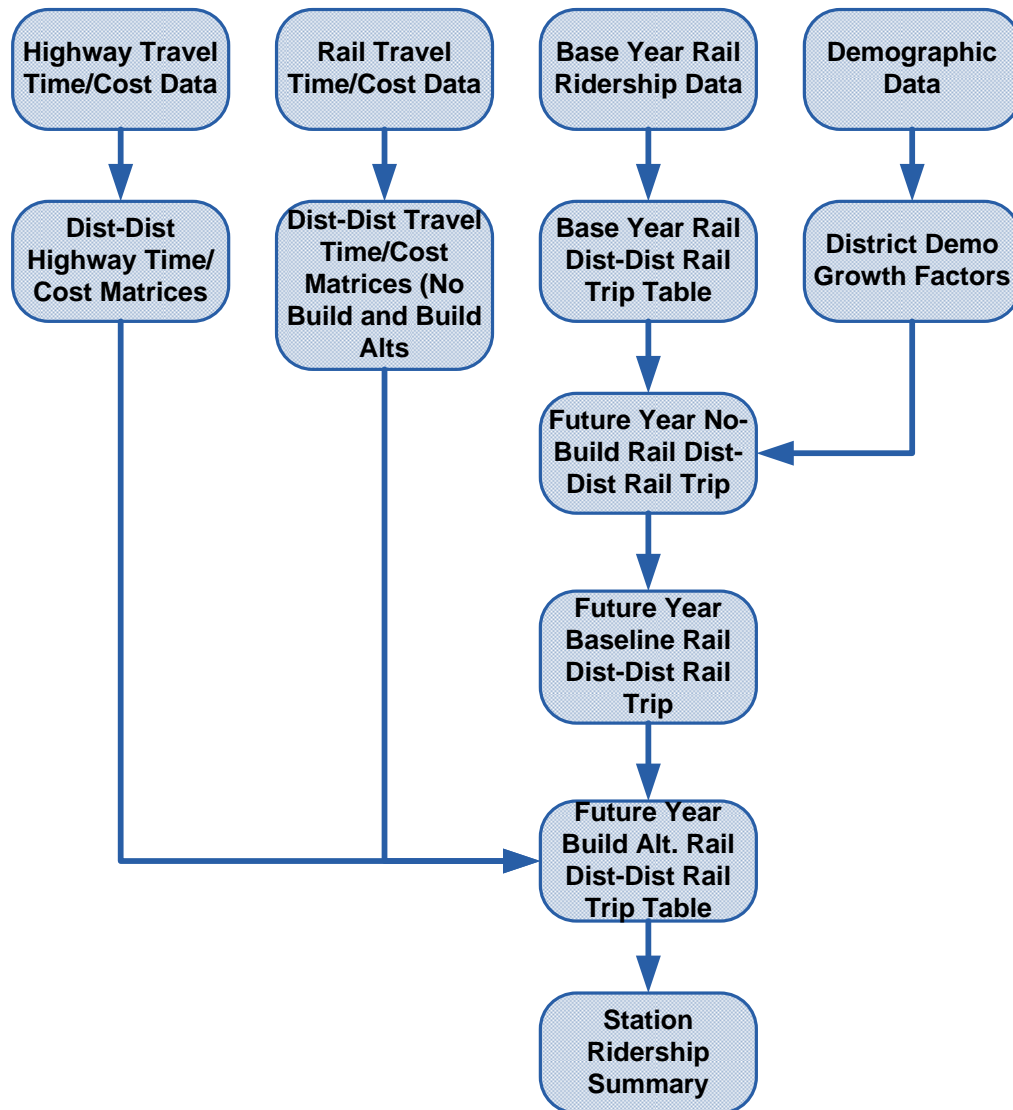 Highway Travel
Time/Cost Data
Rail Travel
Time/Cost Data
Base Year Rail
Ridership Data
Demographic
Data
Dist-Dist
Highway Time/
Cost Matrices
Dist-Dist Travel
Time/Cost
Matrices (No
Build and Build
Alts
Base Year Rail
Dist-Dist Rail
Trip Table
District Demo
Growth Factors
Future Year No-
Build Rail Dist-
Dist Rail Trip
Future Year
Baseline Rail
Dist-Dist Rail
Trip
Future Year
Build Alt. Rail
Dist-Dist Rail
Trip Table
Station
Ridership
Summary